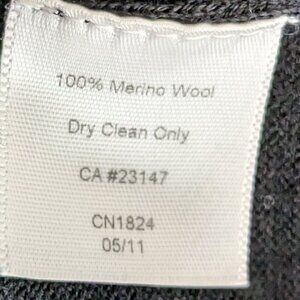 100% Merino Wool
Dry Clean Only
CA #23147
CN1824
05/11